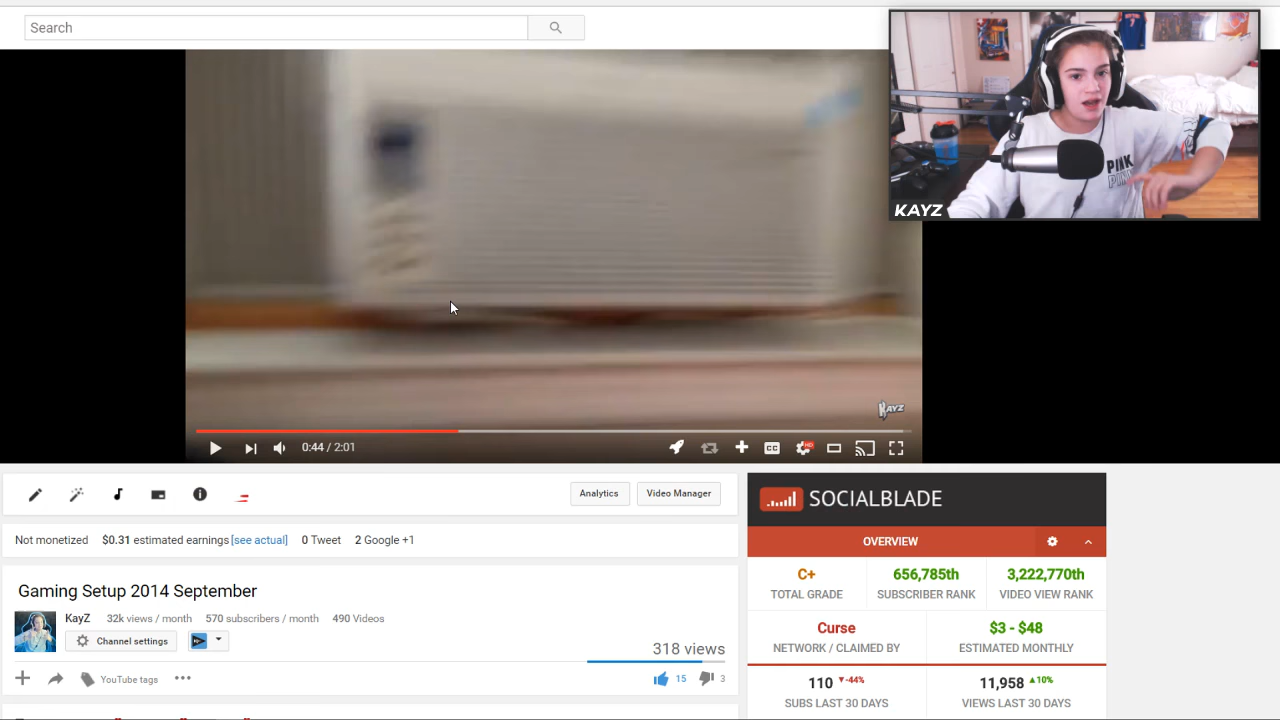 Search
KAYZ
PINK
KAYZ
0:44 / 2:01
CC
HD
Analytics
Video Manager
Not monetized $0.31 estimated earnings [see actual] 0 Tweet 2 Google +1
Gaming Setup 2014 September
KayZ 32k views / month 570 subscribers / month 490 Videos
Channel settings
318 views
YouTube tags
15
3
SOCIALBLADE
OVERVIEW
C+ 656,785th 3,222,770th
TOTAL GRADE SUBSCRIBER RANK VIDEO VIEW RANK
Curse $3 - $48
NETWORK / CLAIMED BY ESTIMATED MONTHLY
110 -44% 11,958 10%
SUBS LAST 30 DAYS VIEWS LAST 30 DAYS